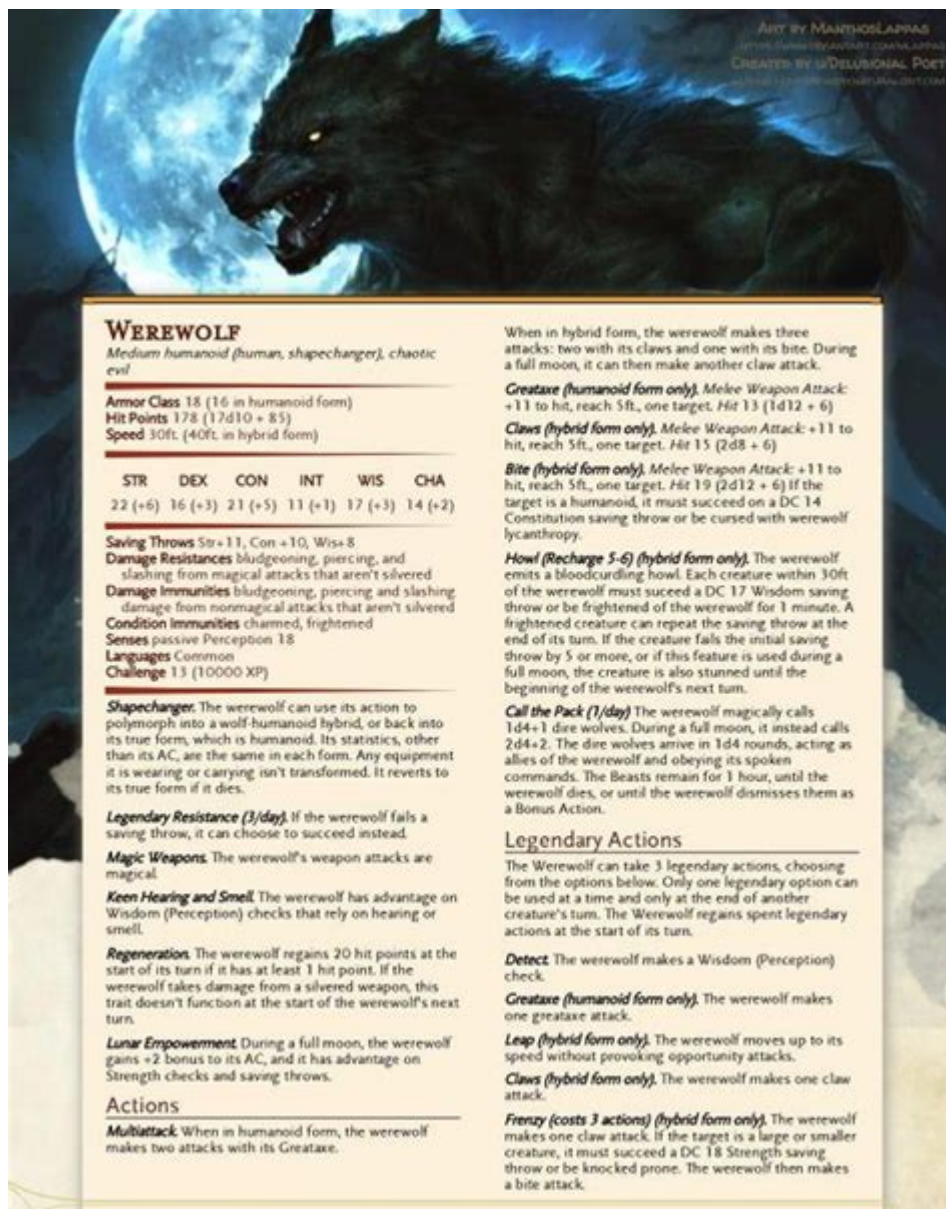 Art by ManthosLappas
Created by u/Delusional Poet
Werewolf
Medium humanoid (human, shapechanger), chaotic
evil
Armor Class 18 (16 in humanoid form)
Hit Points 178 (17d10 + 85)
Speed 30ft. (40ft. in hybrid form)
STR DEX CON INT WIS CHA
22 (+6) 16 (+3) 21 (+5) 11 (+1) 17 (+3) 14 (+2)
Saving Throws Str+11, Con +10, Wis+8
Damage Resistances bludgeoning, piercing, and
slashing from magical attacks that aren't silvered
Damage Immunities bludgeoning, piercing and slashing
damage from nonmagical attacks that aren't silvered
Condition Immunities charmed, frightened
Senses passive Perception 18
Languages Common
Challenge 13 (10000 XP)
Shapechanger. The werewolf can use its action to
polymorph into a wolf-humanoid hybrid, or back into
its true form, which is humanoid. Its statistics, other
than its AC, are the same in each form. Any equipment
it is wearing or carrying isn't transformed. It reverts to
its true form if it dies.
Legendary Resistance (3/day). If the werewolf fails a
saving throw, it can choose to succeed instead.
Magic Weapons. The werewolf's weapon attacks are
magical.
Keen Hearing and Smell. The werewolf has advantage on
Wisdom (Perception) checks that rely on hearing or
smell.
Regeneration. The werewolf regains 20 hit points at the
start of its turn if it has at least 1 hit point. If the
werewolf takes damage from a silvered weapon, this
trait doesn't function at the start of the werewolf's next
turn.
Lunar Empowerment. During a full moon, the werewolf
gains +2 bonus to its AC, and it has advantage on
Strength checks and saving throws.
Actions
Multiattack. When in humanoid form, the werewolf
makes two attacks with its Greataxe.
When in hybrid form, the werewolf makes three
attacks: two with its claws and one with its bite. During
a full moon, it can then make another claw attack.
Greataxe (humanoid form only). Melee Weapon Attack:
+11 to hit, reach 5ft., one target. Hit 13 (1d12 + 6)
Claws (hybrid form only). Melee Weapon Attack: +11 to
hit, reach 5ft., one target. Hit 15 (2d8 + 6)
Bite (hybrid form only). Melee Weapon Attack: +11 to
hit, reach 5ft., one target. Hit 19 (2d12 + 6) If the
target is a humanoid, it must succeed on a DC 14
Constitution saving throw or be cursed with werewolf
lycanthropy.
Howl (Recharge 5-6) (hybrid form only). The werewolf
emits a bloodcurdling howl. Each creature within 30ft
of the werewolf must suceed a DC 17 Wisdom saving
throw or be frightened of the werewolf for 1 minute. A
frightened creature can repeat the saving throw at the
end of its turn. If the creature fails the initial saving
throw by 5 or more, or if this feature is used during a
full moon, the creature is also stunned until the
beginning of the werewolf's next turn.
Call the Pack (1/day) The werewolf magically calls
1d4+1 dire wolves. During a full moon, it instead calls
2d4+2. The dire wolves arrive in 1d4 rounds, acting as
allies of the werewolf and obeying its spoken
commands. The Beasts remain for 1 hour, until the
werewolf dies, or until the werewolf dismisses them as
a Bonus Action.
Legendary Actions
The Werewolf can take 3 legendary actions, choosing
from the options below. Only one legendary option can
be used at a time and only at the end of another
creature's turn. The Werewolf regains spent legendary
actions at the start of its turn.
Detect. The werewolf makes a Wisdom (Perception)
check.
Greataxe (humanoid form only). The werewolf makes
one greataxe attack.
Leap (hybrid form only). The werewolf moves up to its
speed without provoking opportunity attacks.
Claws (hybrid form only). The werewolf makes one claw
attack.
Frenzy (costs 3 actions) (hybrid form only). The werewolf
makes one claw attack. If the target is a large or smaller
creature, it must succeed a DC 18 Strength saving
throw or be knocked prone. The werewolf then makes
a bite attack.